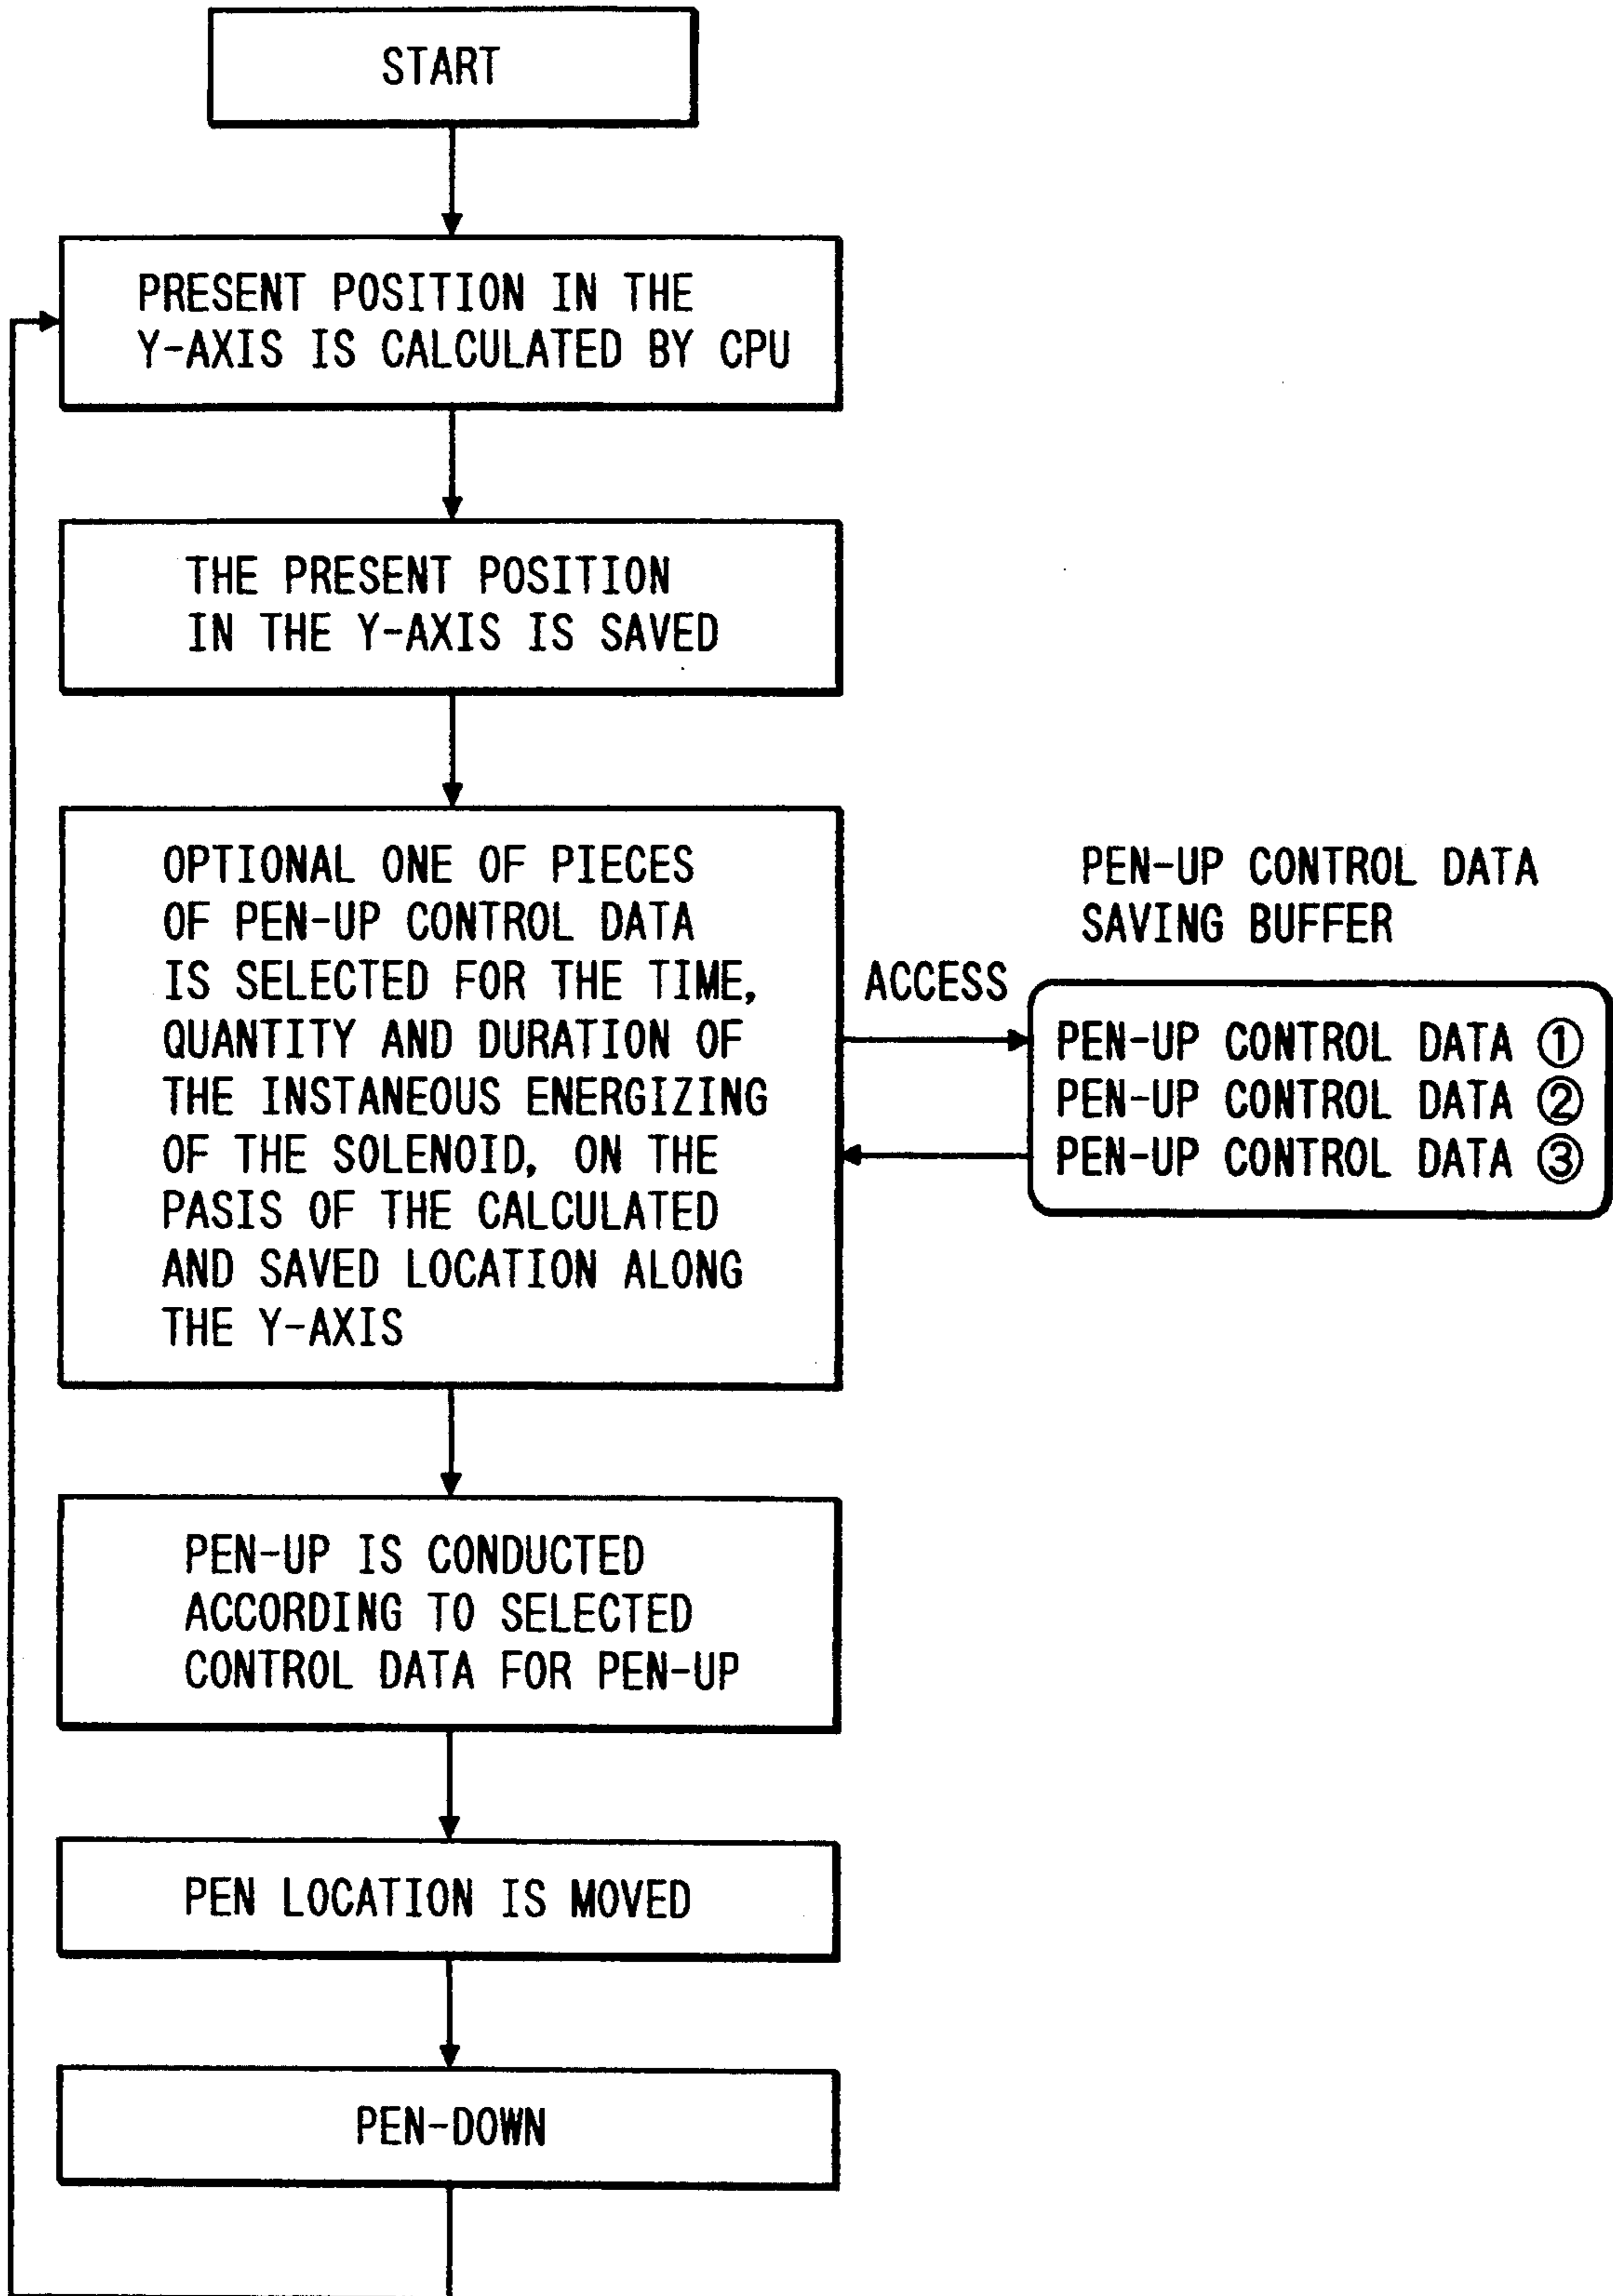 START
PRESENT POSITION IN THE
Y-AXIS IS CALCULATED BY CPU
THE PRESENT POSITION
IN THE Y-AXIS IS SAVED
OPTIONAL ONE OF PIECES
OF PEN-UP CONTROL DATA
IS SELECTED FOR THE TIME,
QUANTITY AND DURATION OF
THE INSTANEOUS ENERGIZING
OF THE SOLENOID, ON THE
PASIS OF THE CALCULATED
AND SAVED LOCATION ALONG
THE Y-AXIS
ACCESS
PEN-UP CONTROL DATA
SAVING BUFFER
PEN-UP CONTROL DATA ①
PEN-UP CONTROL DATA ②
PEN-UP CONTROL DATA ③
PEN-UP IS CONDUCTED
ACCORDING TO SELECTED
CONTROL DATA FOR PEN-UP
PEN LOCATION IS MOVED
PEN-DOWN